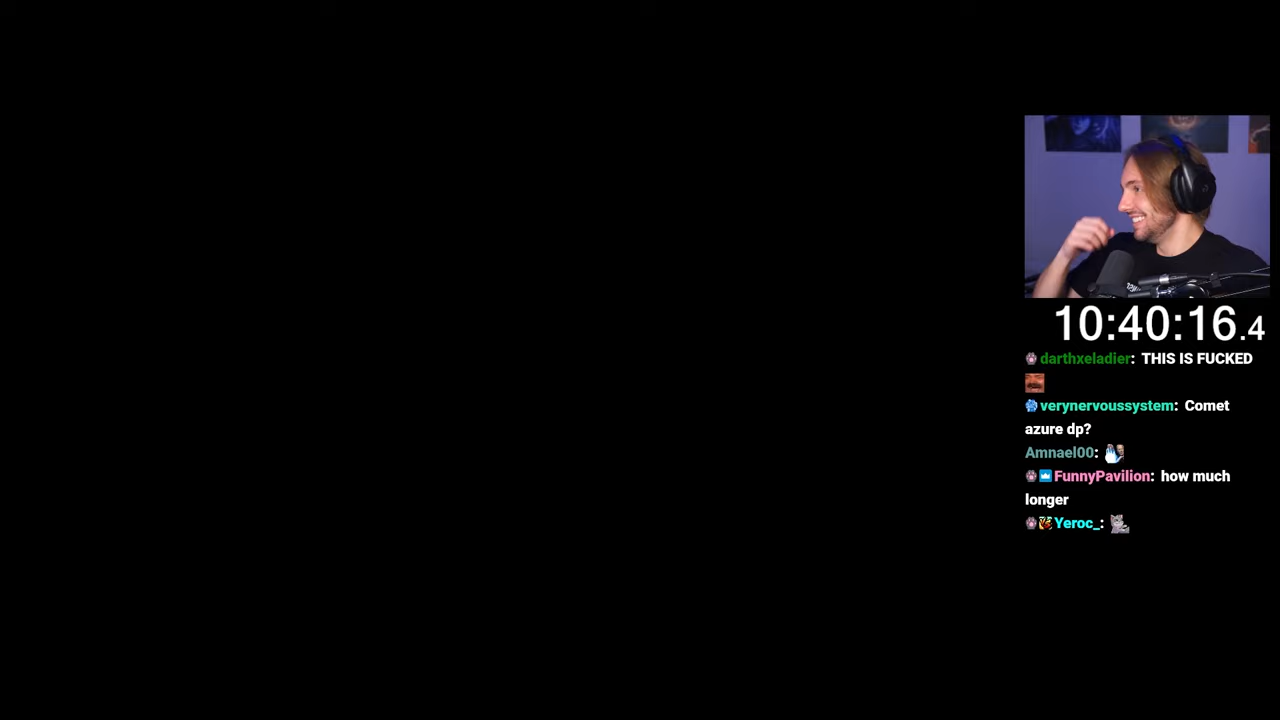 10:40:16.4
darthxeladier: THIS IS FUCKED
verynervoussystem: Comet
azure dp?
Amnael00:
FunnyPavilion: how much
longer
Yeroc_: